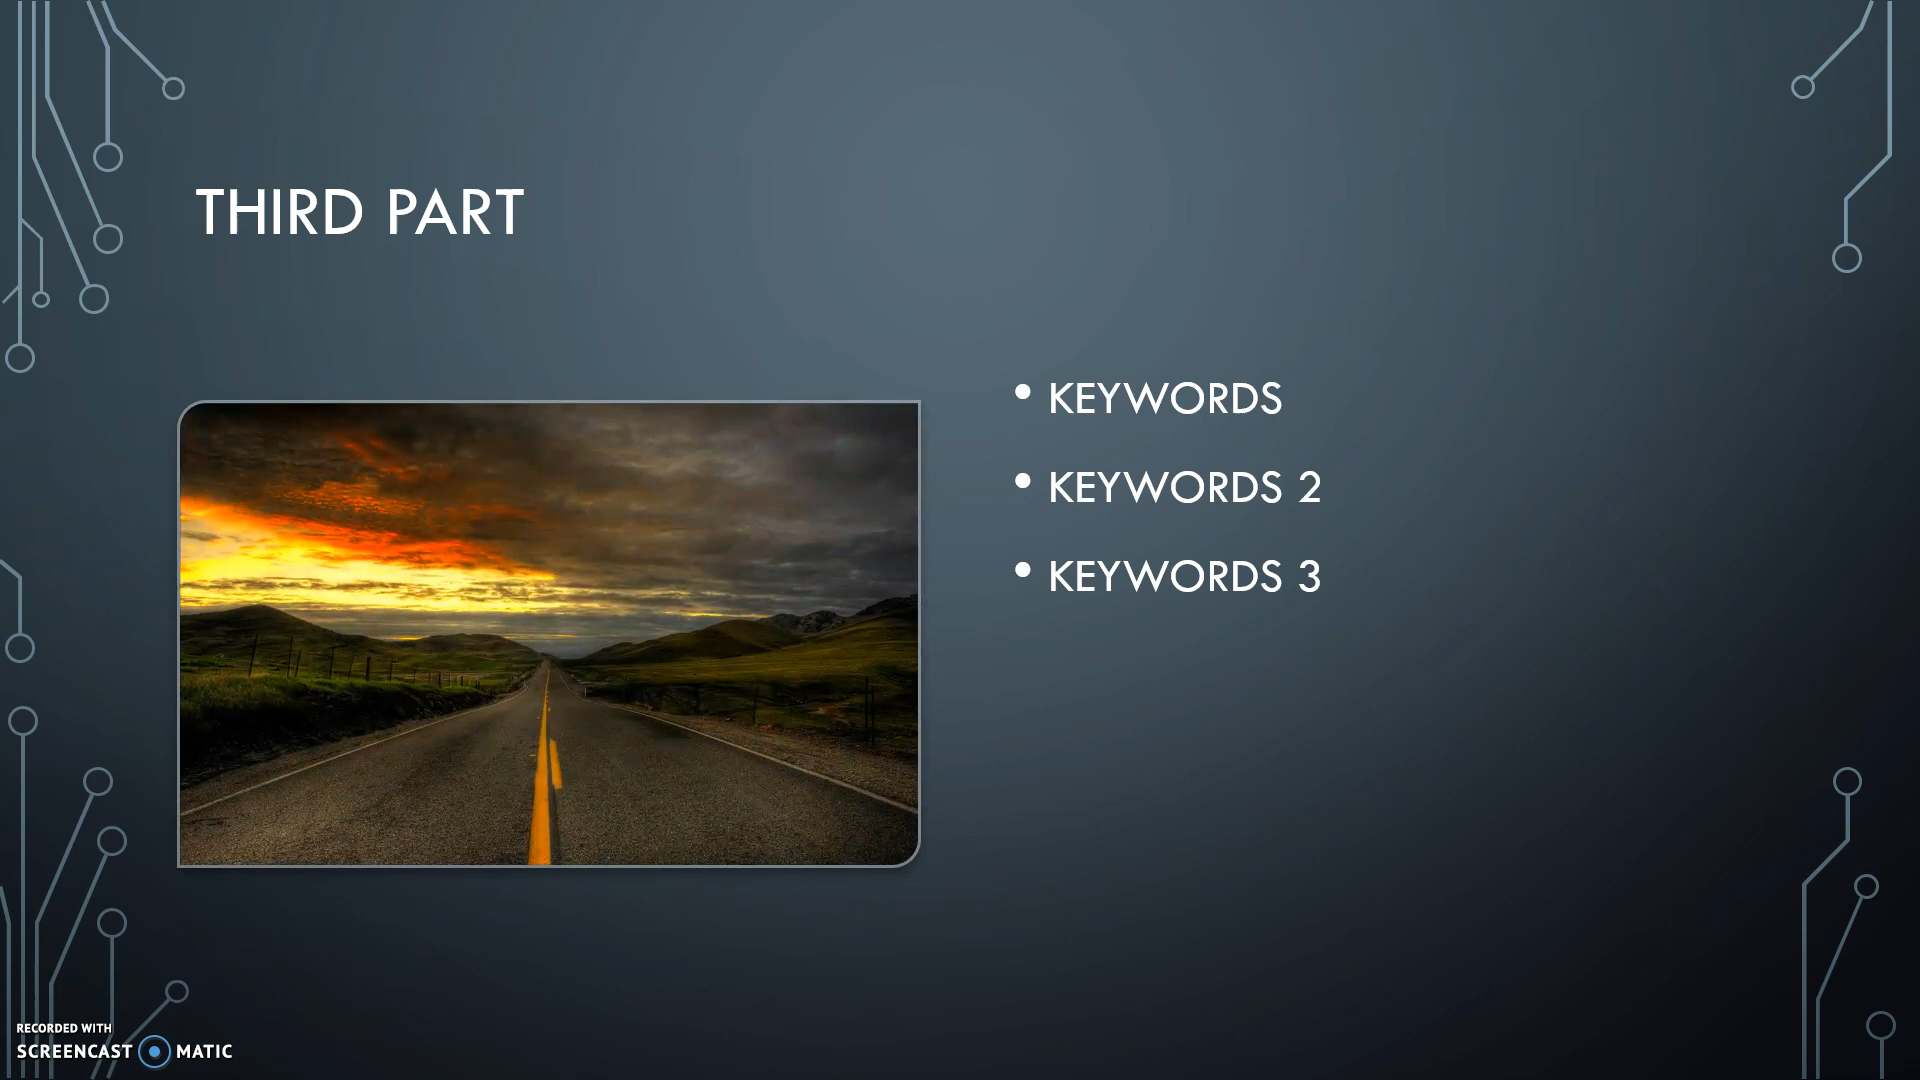 THIRD PART
• KEYWORDS
• KEYWORDS 2
• KEYWORDS 3
RECORDED WITH
SCREENCAST MATIC